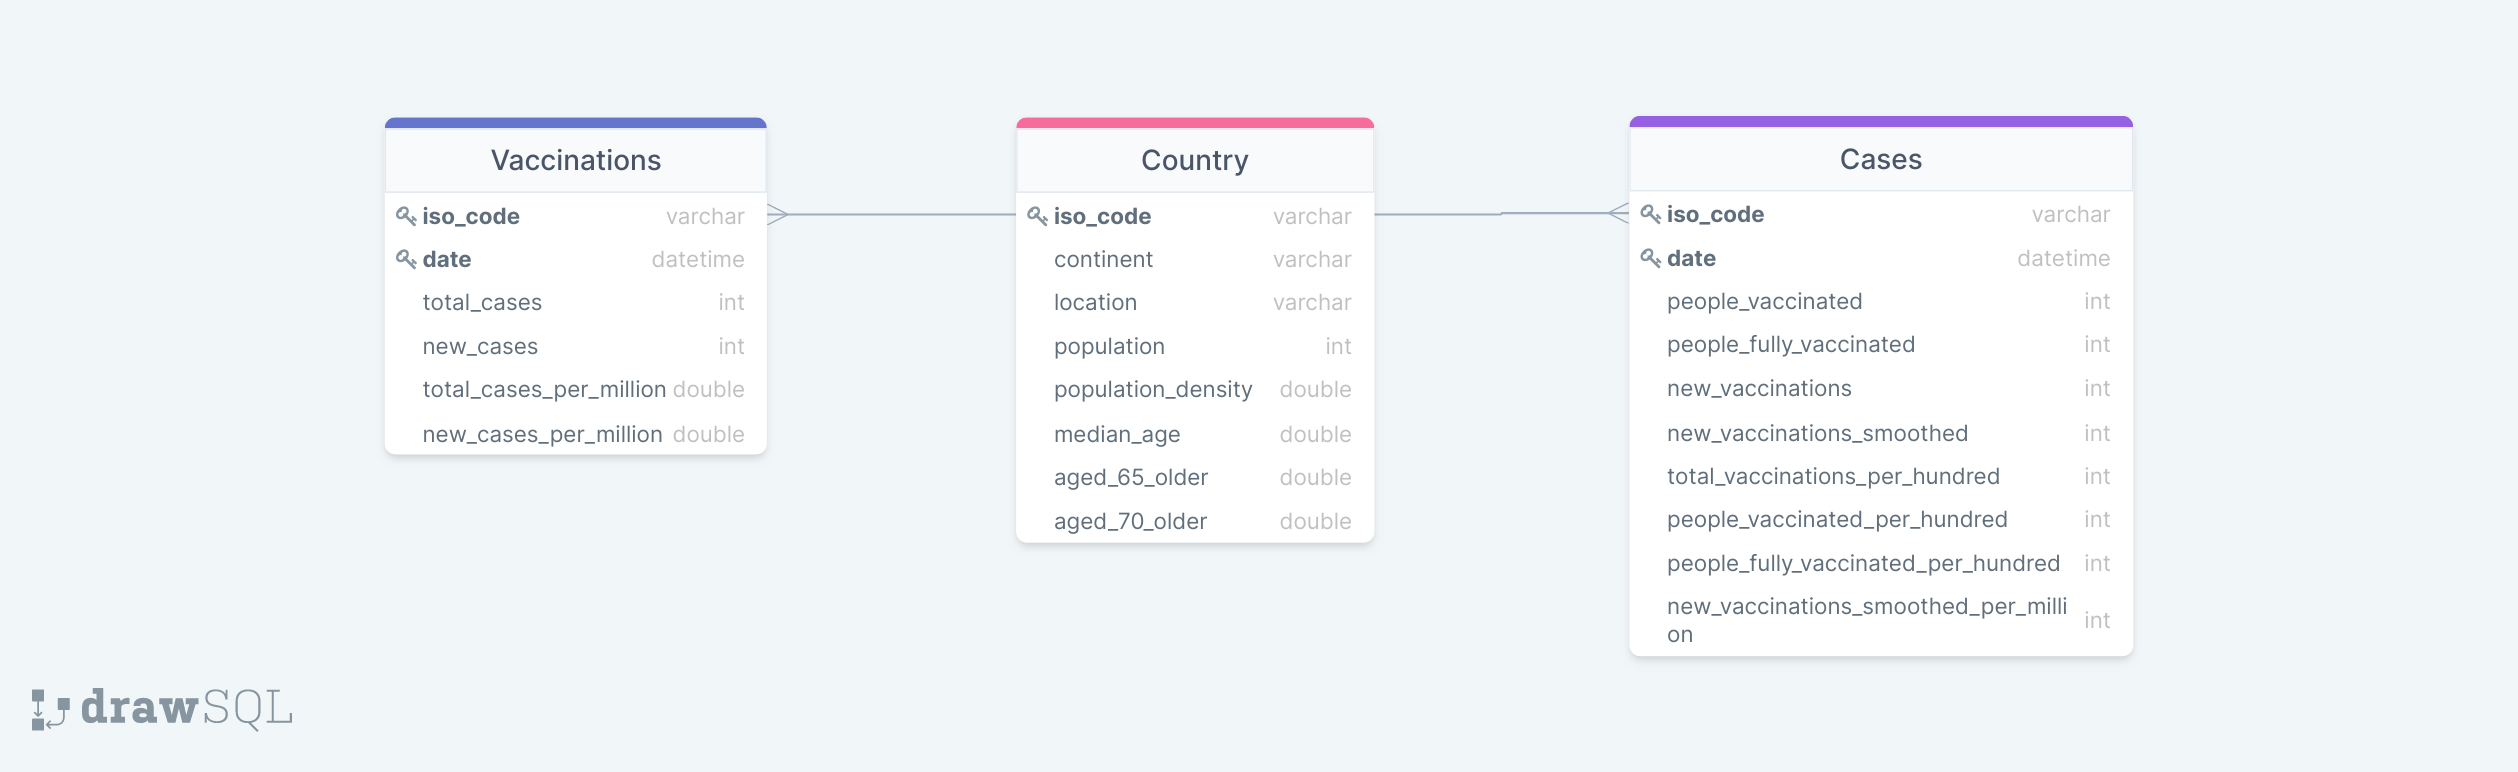 Vaccinations
iso_code varchar
date datetime
total_cases int
new_cases int
total_cases_per_million double
new_cases_per_million double
Country
iso_code varchar
continent varchar
location varchar
population int
population_density double
median_age double
aged_65_older double
aged_70_older double
Cases
iso_code varchar
date datetime
people_vaccinated int
people_fully_vaccinated int
new_vaccinations int
new_vaccinations_smoothed int
total_vaccinations_per_hundred int
people_vaccinated_per_hundred int
people_fully_vaccinated_per_hundred int
new_vaccinations_smoothed_per_milli
on int
drawSQL